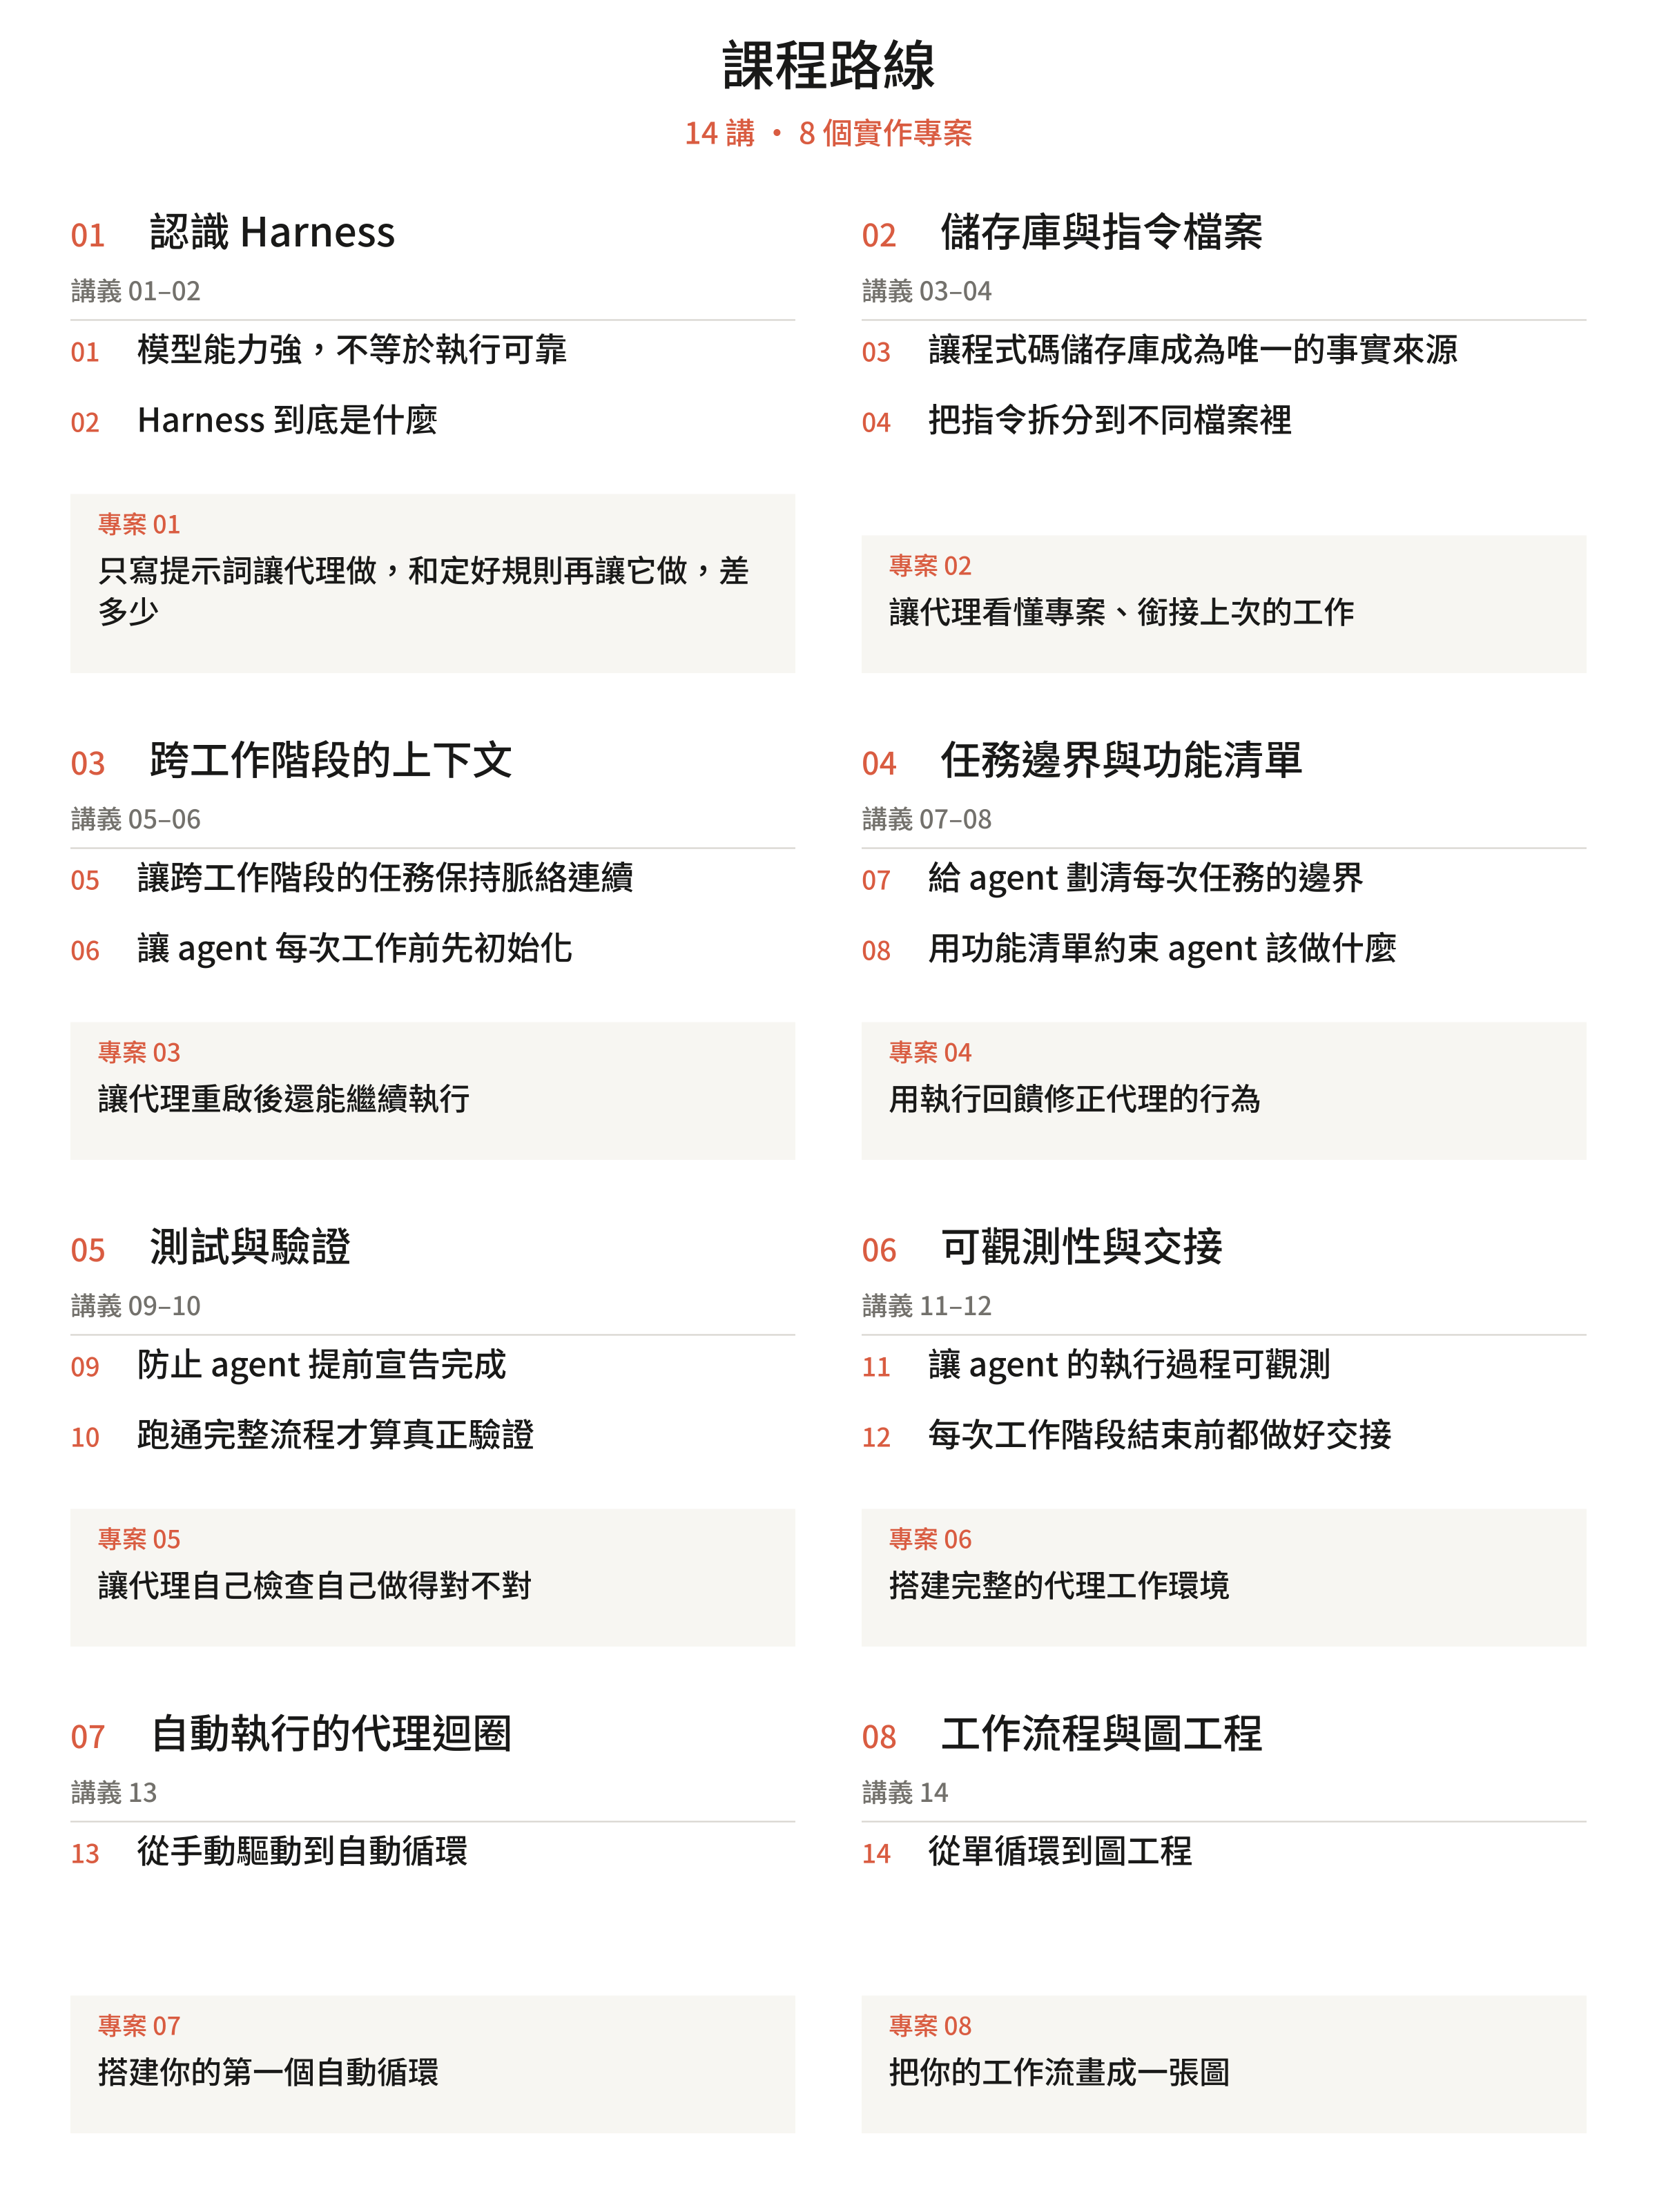 課程路線
14 講 · 8 個實作專案
01 認識 Harness
講義 01–02
01 模型能力強，不等於執行可靠
02 Harness 到底是什麼
專案 01
只寫提示詞讓代理做，和定好規則再讓它做，差
多少
02 儲存庫與指令檔案
講義 03–04
03 讓程式碼儲存庫成為唯一的事實來源
04 把指令拆分到不同檔案裡
專案 02
讓代理看懂專案、銜接上次的工作
03 跨工作階段的上下文
講義 05–06
05 讓跨工作階段的任務保持脈絡連續
06 讓 agent 每次工作前先初始化
專案 03
讓代理重啟後還能繼續執行
04 任務邊界與功能清單
講義 07–08
07 給 agent 劃清每次任務的邊界
08 用功能清單約束 agent 該做什麼
專案 04
用執行回饋修正代理的行為
05 測試與驗證
講義 09–10
09 防止 agent 提前宣告完成
10 跑通完整流程才算真正驗證
專案 05
讓代理自己檢查自己做得對不對
06 可觀測性與交接
講義 11–12
11 讓 agent 的執行過程可觀測
12 每次工作階段結束前都做好交接
專案 06
搭建完整的代理工作環境
07 自動執行的代理迴圈
講義 13
13 從手動驅動到自動循環
專案 07
搭建你的第一個自動循環
08 工作流程與圖工程
講義 14
14 從單循環到圖工程
專案 08
把你的工作流畫成一張圖